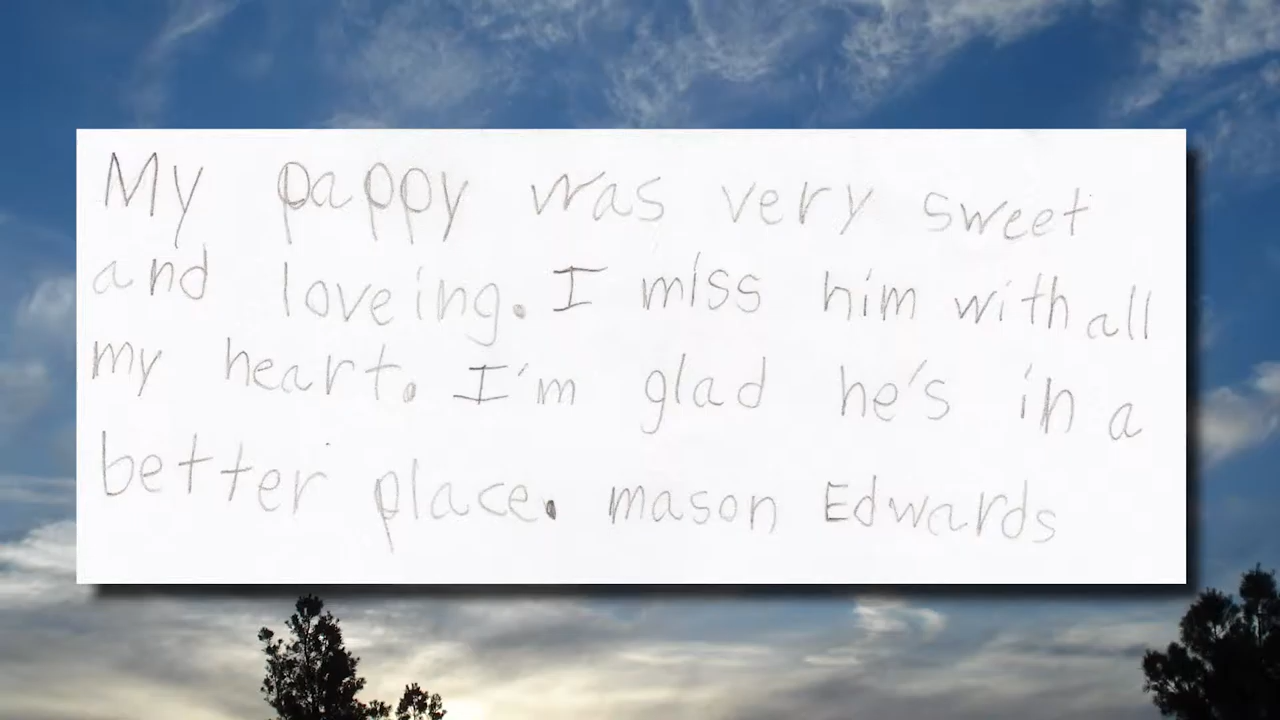 My pappy was very sweet
and loveing. I miss him with all
my heart. I'm glad he's in a
better place. mason Edwards